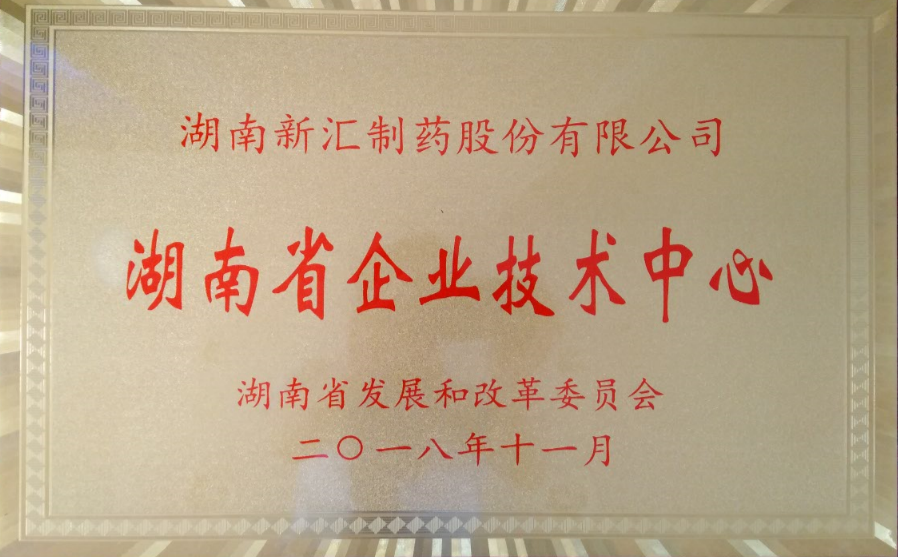 湖南新汇制药股份有限公司
湖南省企业技术中心
湖南省发展和改革委员会
二〇一八年十一月